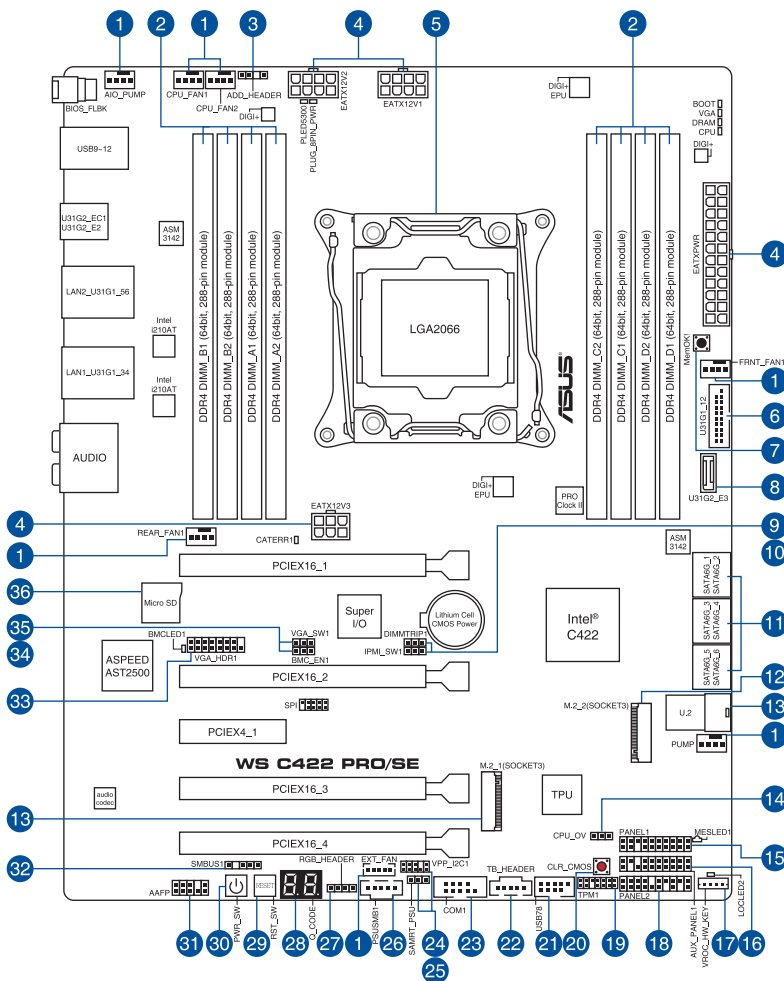 1
2
1
3
4
5
2
AIO_PUMP
CPU_FAN1
CPU_FAN2
ADD_HEADER
BIOS_FLBK
DIGI+
PLED5300
PLUG_8PIN_PWR
EATX12V2
EATX12V1
DIGI+
EPU
BOOT
VGA
DRAM
CPU
DIGI+
USB9~12
U31G2_EC1
U31G2_E2
ASM
3142
LAN2_U31G1_56
Intel
i210AT
LAN1_U31G1_34
Intel
i210AT
AUDIO
DDR4 DIMM_B1 (64bit, 288-pin module)
DDR4 DIMM_B2 (64bit, 288-pin module)
DDR4 DIMM_A1 (64bit, 288-pin module)
DDR4 DIMM_A2 (64bit, 288-pin module)
LGA2066
ASUS
DDR4 DIMM_C2 (64bit, 288-pin module)
DDR4 DIMM_C1 (64bit, 288-pin module)
DDR4 DIMM_D2 (64bit, 288-pin module)
DDR4 DIMM_D1 (64bit, 288-pin module)
EATXPWR
4
MemOK!
FRNT_FAN1
1
U31G1_12
6
7
U31G2_E3
8
DIGI+
EPU
PRO
Clock II
4
EATX12V3
REAR_FAN1
1
CATERR1
9
10
ASM
3142
PCIEX16_1
36
Micro SD
Super
I/O
Lithium Cell
CMOS Power
Intel®
C422
SATA6G_1
SATA6G_2
SATA6G_3
SATA6G_4
SATA6G_5
SATA6G_6
11
35
34
BMCLED1
VGA_HDR1
VGA_SW1
BMC_EN1
DIMMTRIP1
IPMI_SW1
ASPEED
AST2500
33
PCIEX16_2
12
SPI
M.2_2(SOCKET3)
U.2
13
PCIEX4_1
PUMP
1
WS C422 PRO/SE
M.2_1(SOCKET3)
audio
codec
PCIEX16_3
TPU
13
14
CPU_OV
PANEL1
MESLED1
PCIEX16_4
15
32
SMBUS1
RGB_HEADER
EXT_FAN
VPP_I2C1
CLR_CMOS
TB_HEADER
16
AAFP
RESET
88
PWR_SW
RST_SW
Q_CODE
PSUSMB1
SAMRT_PSU
COM1
USB78
TPM1
PANEL2
AUX_PANEL1
VROC_HW_KEY
LOCLED2
31
30
29
28
27
1
26
24
25
23
22
21
20
19
18
17